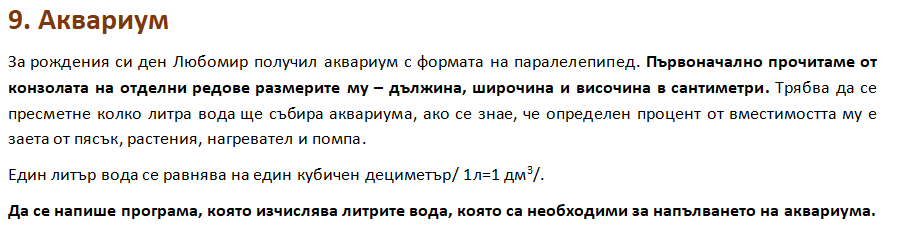 9. Аквариум
За рождения си ден Любомир получил аквариум с формата на паралелепипед. Първоначално прочитаме от
конзолата на отделни редове размерите му – дължина, широчина и височина в сантиметри. Трябва да се
пресметне колко литра вода ще събира аквариума, ако се знае, че определен процент от вместимостта му е
заета от пясък, растения, нагревател и помпа.
Един литър вода се равнява на един кубичен дециметър/ 1л=1 дм³/.
Да се напише програма, която изчислява литрите вода, която са необходими за напълването на аквариума.